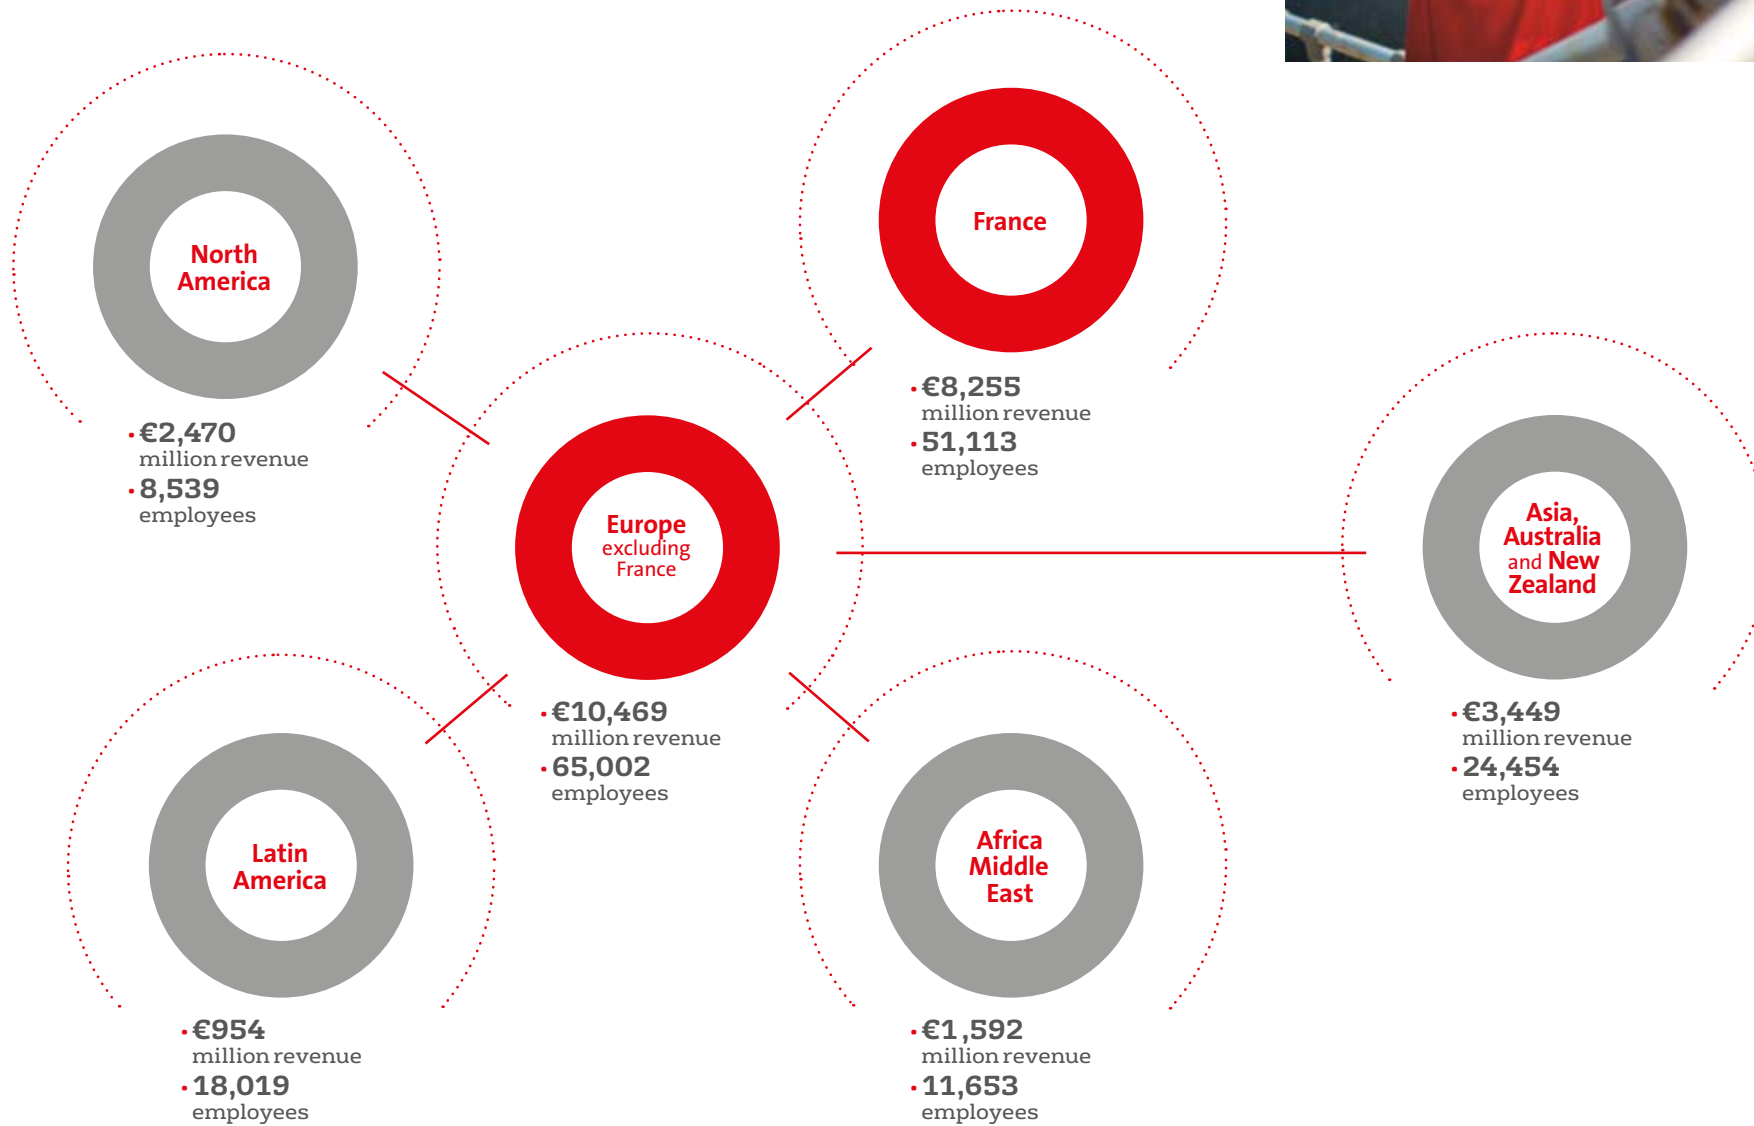 North
America
• €2,470
million revenue
• 8,539
employees
France
• €8,255
million revenue
• 51,113
employees
Europe
excluding
France
• €10,469
million revenue
• 65,002
employees
Asia,
Australia
and New
Zealand
• €3,449
million revenue
• 24,454
employees
Latin
America
• €954
million revenue
• 18,019
employees
Africa
Middle
East
• €1,592
million revenue
• 11,653
employees